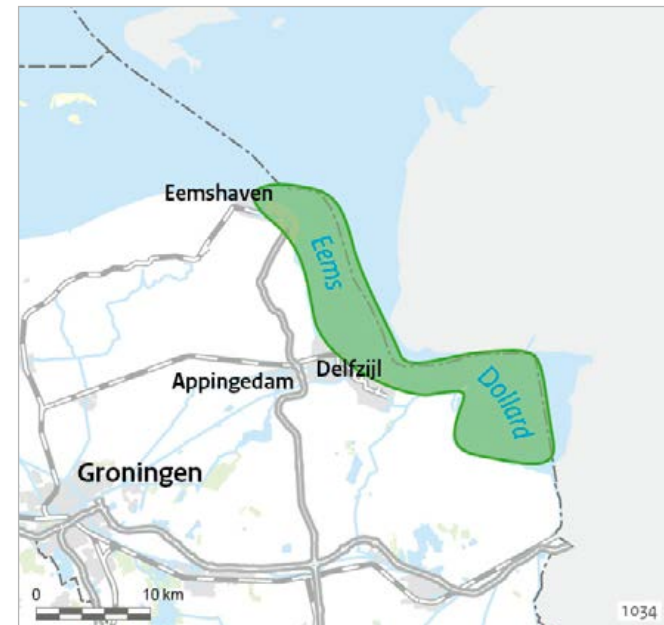 Eemshaven
Eems
Delfzijl
Appingedam
Dollard
Groningen
0 10 km
1034